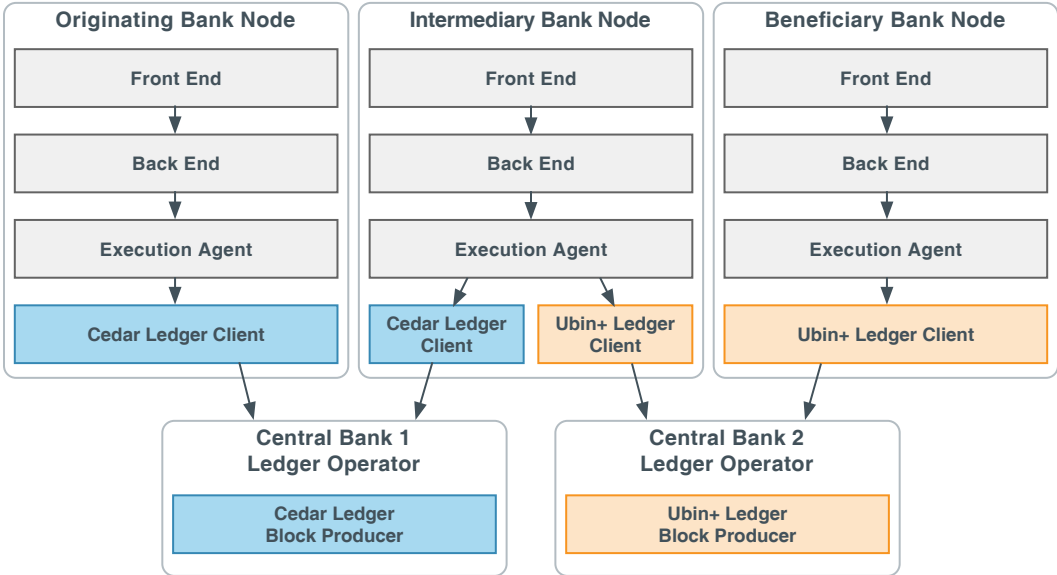 Originating Bank Node
Front End
Back End
Execution Agent
Cedar Ledger Client
Intermediary Bank Node
Front End
Back End
Execution Agent
Cedar Ledger
Client
Ubin+ Ledger
Client
Beneficiary Bank Node
Front End
Back End
Execution Agent
Ubin+ Ledger Client
Central Bank 1
Ledger Operator
Cedar Ledger
Block Producer
Central Bank 2
Ledger Operator
Ubin+ Ledger
Block Producer